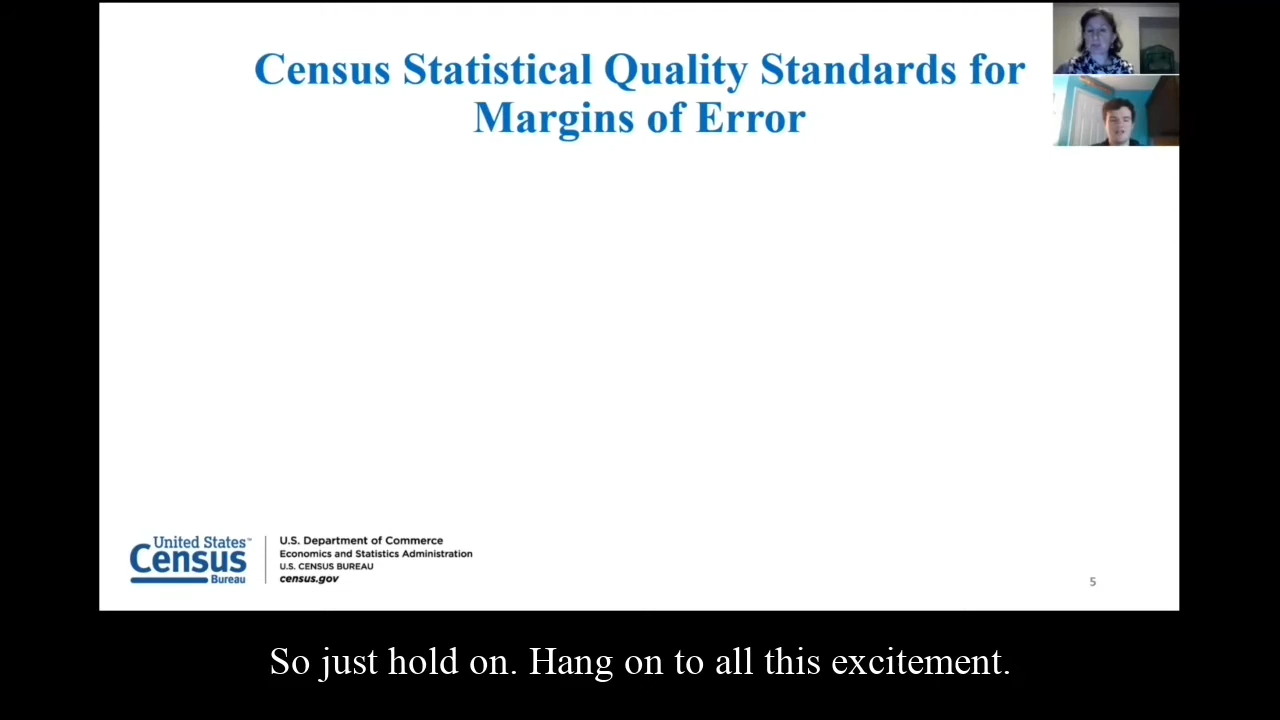 Census Statistical Quality Standards for
Margins of Error
United States™
Census
Bureau
U.S. Department of Commerce
Economics and Statistics Administration
U.S. CENSUS BUREAU
census.gov
5
So just hold on. Hang on to all this excitement.